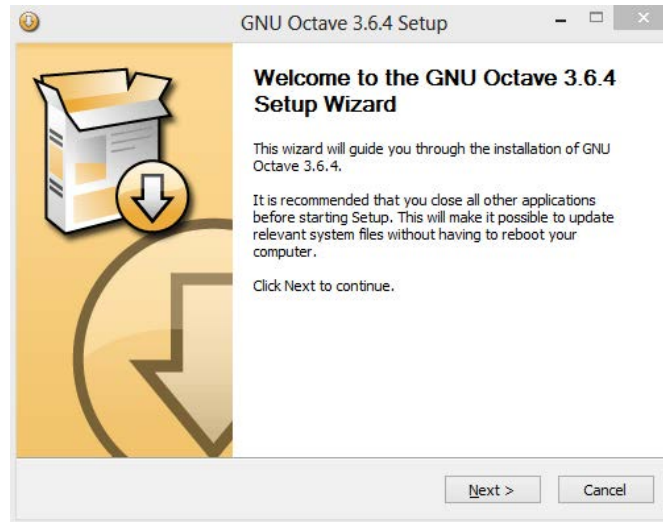 GNU Octave 3.6.4 Setup
Welcome to the GNU Octave 3.6.4
Setup Wizard
This wizard will guide you through the installation of GNU
Octave 3.6.4.
It is recommended that you close all other applications
before starting Setup. This will make it possible to update
relevant system files without having to reboot your
computer.
Click Next to continue.
Next > Cancel